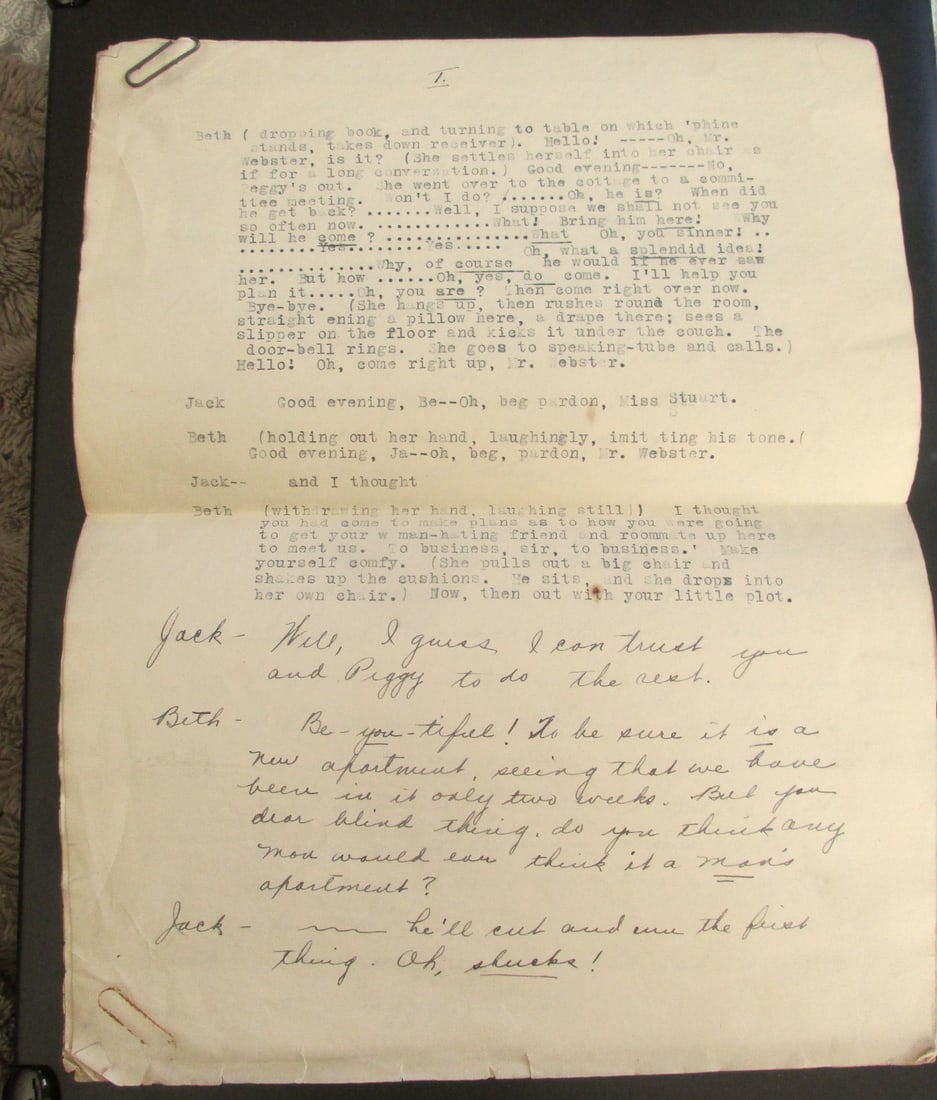 I.
Beth ( dropping book, and turning to table on which 'phine
stands, takes down receiver). Hello! -----Oh, Mr.
Webster, is it? (She settles herself into her chair as
if for a long conversation.) Good evening-------No,
Peggy's out. She went over to the cottage to a commi-
ttee meeting. Won't I do? /......Oh, he is? When did
he get back? ........Well, I suppose we shall not see you
so often now. .............What! Bring him here! Why
will he come ? ..................What Oh, you sinner! ..
..........Yes..........Yes..... Oh, what a splendid idea!
...............Why, of course he would if he ever saw
her. But how ......Oh, yes, do come. I'll help you
plan it.....Oh, you are ? Then come right over now.
Bye-bye. (She hangs up, then rushes round the room,
straight ening a pillow here, a drape there; sees a
slipper on the floor and kicks it under the couch. The
door-bell rings. She goes to speaking-tube and calls.)
Hello! Oh, come right up, Mr. Webster.
Jack Good evening, Be--Oh, beg pardon, Miss Stuart.
Beth (holding out her hand, laughingly, imit ting his tone.(
Good evening, Ja--oh, beg, pardon, Mr. Webster.
Jack-- and I thought
Beth (withdrawing her hand, laughing still)) I thought
you had come to make plans as to how you were going
to get your w man-hating friend and roommate up here
to meet us. To business, sir, to business.' Make
yourself comfy. (She pulls out a big chair and
shakes up the cushions. He sits, and she drops into
her own chair.) Now, then out with your little plot.
Jack - Well, I guess I can trust you
and Peggy to do the rest.
Beth - Be-you-tiful! To be sure it is a
new apartment, seeing that we have
been in it only two weeks. But you
dear blind thing, do you think any
man would ever think it a man's
apartment?
Jack - —— he'll cut and run the first
thing. Oh, shucks!